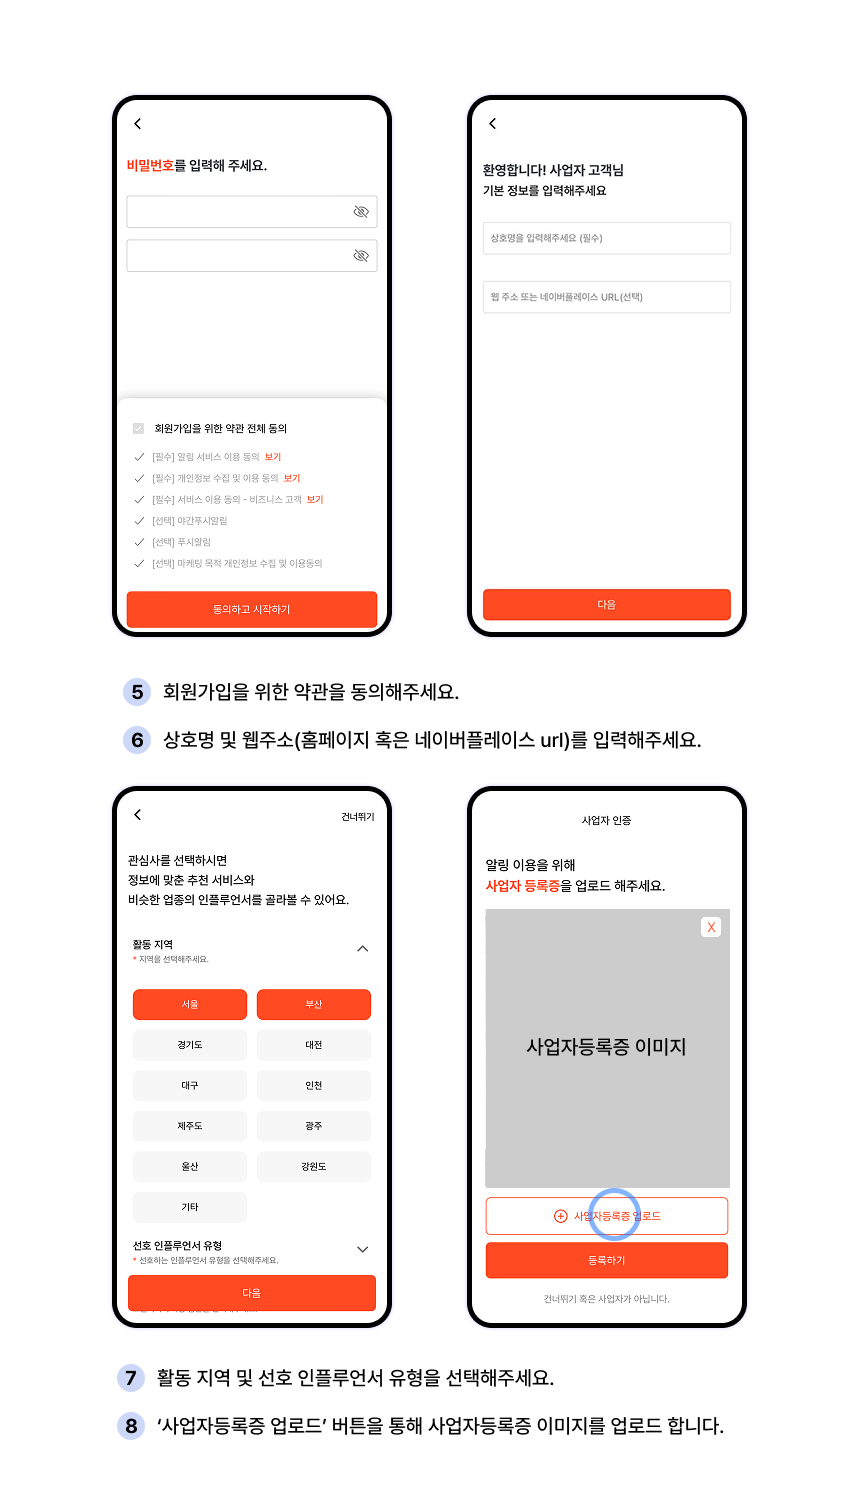 비밀번호를 입력해 주세요.
회원가입을 위한 약관 전체 동의
[필수] 알링 서비스 이용 동의 보기
[필수] 개인정보 수집 및 이용 동의 보기
[필수] 서비스 이용 동의 - 비즈니스 고객 보기
[선택] 야간푸시알림
[선택] 푸시알림
[선택] 마케팅 목적 개인정보 수집 및 이용동의
동의하고 시작하기
환영합니다! 사업자 고객님
기본 정보를 입력해주세요
상호명을 입력해주세요 (필수)
웹 주소 또는 네이버플레이스 URL(선택)
다음
5 회원가입을 위한 약관을 동의해주세요.
6 상호명 및 웹주소(홈페이지 혹은 네이버플레이스 url)를 입력해주세요.
건너뛰기
관심사를 선택하시면
정보에 맞춘 추천 서비스와
비슷한 업종의 인플루언서를 골라볼 수 있어요.
활동 지역
* 지역을 선택해주세요.
서울 부산
경기도 대전
대구 인천
제주도 광주
울산 강원도
기타
선호 인플루언서 유형
* 선호하는 인플루언서 유형을 선택해주세요.
다음
사업자 인증
알링 이용을 위해
사업자 등록증을 업로드 해주세요.
X
사업자등록증 이미지
사업자등록증 업로드
등록하기
건너뛰기 혹은 사업자가 아닙니다.
7 활동 지역 및 선호 인플루언서 유형을 선택해주세요.
8 ‘사업자등록증 업로드’ 버튼을 통해 사업자등록증 이미지를 업로드 합니다.